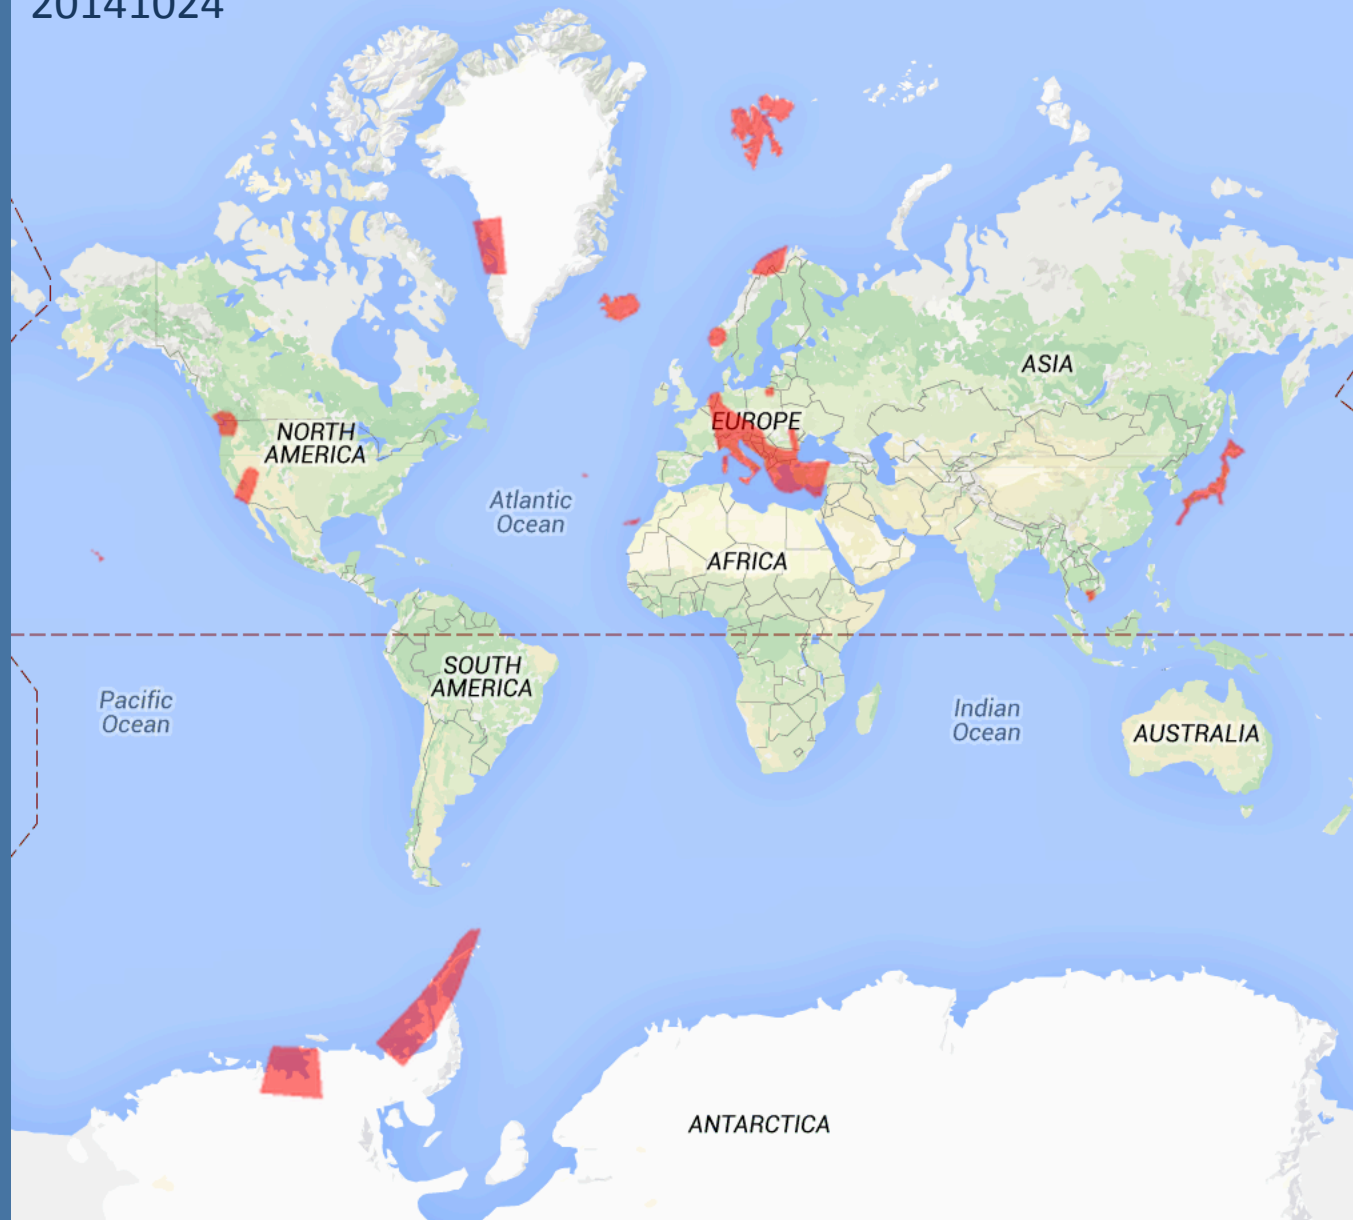 20141024
ASIA
EUROPE
NORTH
AMERICA
Atlantic
Ocean
AFRICA
SOUTH
AMERICA
Pacific
Ocean
Indian
Ocean
AUSTRALIA
ANTARCTICA